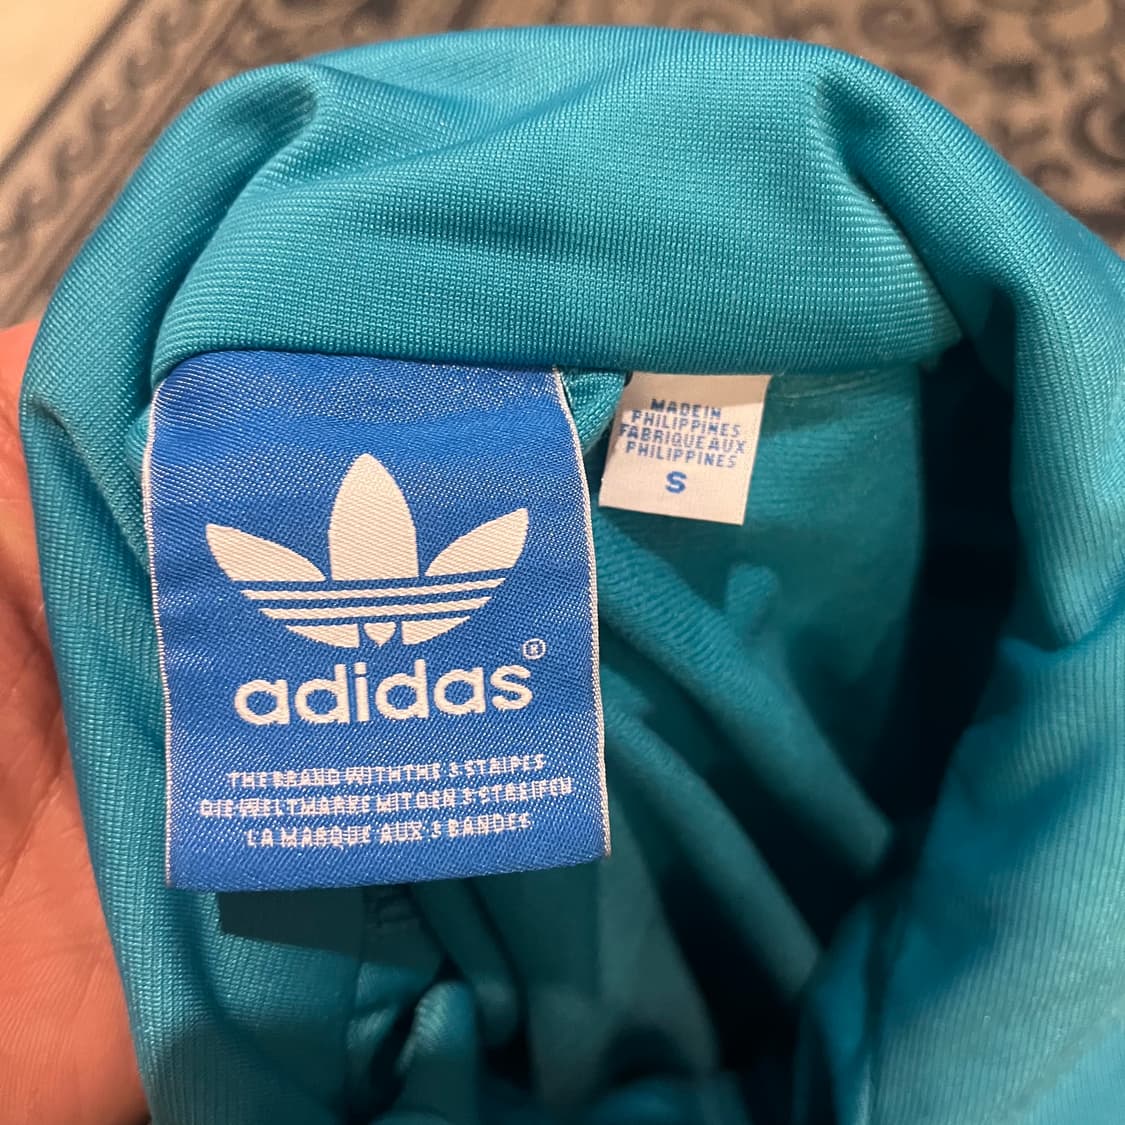 adidas®
THE BRAND WITH THE 3 STRIPES
DIE WELTMARKE MIT DEN 3 STREIFEN
LA MARQUE AUX 3 BANDES
MADE IN
PHILIPPINES
FABRIQUE AUX
PHILIPPINES
S